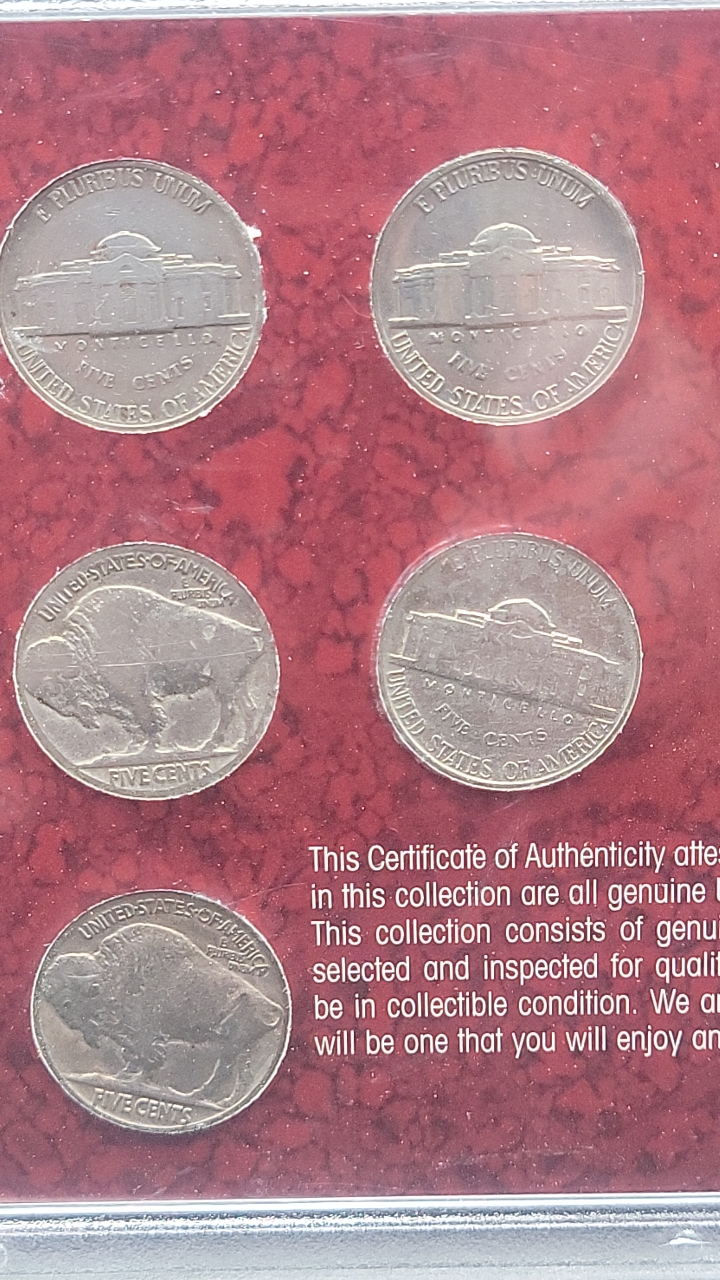 E PLURIBUS UNUM
MONTICELLO
FIVE CENTS
UNITED STATES OF AMERICA
E PLURIBUS UNUM
MONTICELLO
FIVE CENTS
UNITED STATES OF AMERICA
UNITED·STATES·OF·AMERICA
E
PLURIBUS
UNUM
FIVE CENTS
E PLURIBUS UNUM
MONTICELLO
FIVE CENTS
UNITED STATES OF AMERICA
UNITED·STATES·OF·AMERICA
E
PLURIBUS
UNUM
FIVE CENTS
This Certificate of Authenticity attes
in this collection are all genuine
This collection consists of genui
selected and inspected for qualit
be in collectible condition. We a
will be one that you will enjoy an